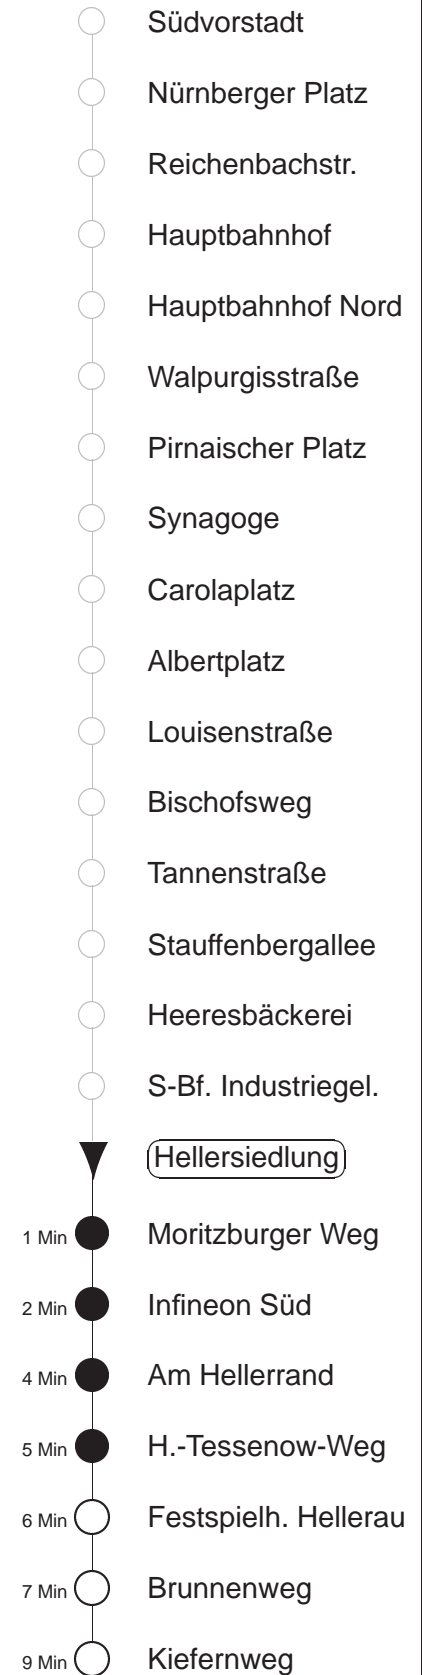 Südvorstadt
Nürnberger Platz
Reichenbachstr.
Hauptbahnhof
Hauptbahnhof Nord
Walpurgisstraße
Pirnaischer Platz
Synagoge
Carolaplatz
Albertplatz
Louisenstraße
Bischofsweg
Tannenstraße
Stauffenbergallee
Heeresbäckerei
S-Bf. Industriegel.
Hellersiedlung
1 Min Moritzburger Weg
2 Min Infineon Süd
4 Min Am Hellerrand
5 Min H.-Tessenow-Weg
6 Min Festspielh. Hellerau
7 Min Brunnenweg
9 Min Kiefernweg